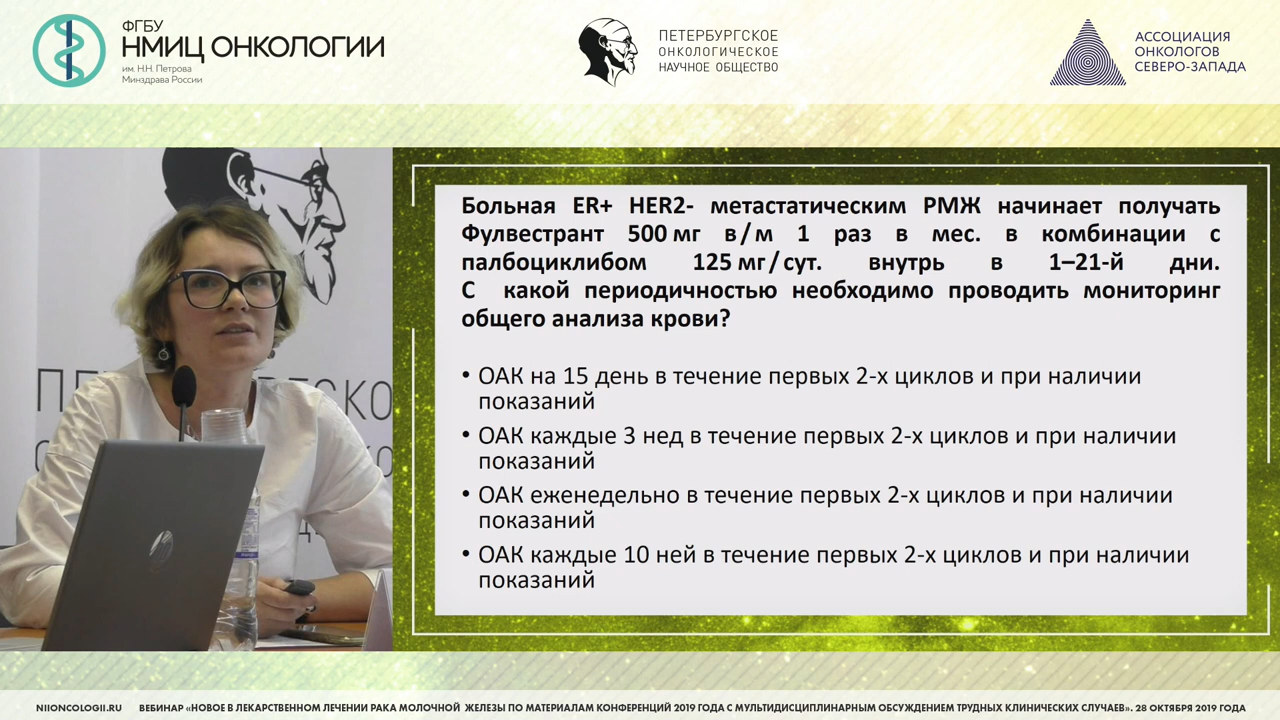 ФГБУ
НМИЦ ОНКОЛОГИИ
им. Н.Н. Петрова
Минздрава России
ПЕТЕРБУРГСКОЕ
ОНКОЛОГИЧЕСКОЕ
НАУЧНОЕ ОБЩЕСТВО
АССОЦИАЦИЯ
ОНКОЛОГОВ
СЕВЕРО-ЗАПАДА
Больная ER+ HER2- метастатическим РМЖ начинает получать
Фулвестрант 500 мг в/м 1 раз в мес. в комбинации с
палбоциклибом 125 мг/сут. внутрь в 1–21-й дни.
С какой периодичностью необходимо проводить мониторинг
общего анализа крови?
• ОАК на 15 день в течение первых 2-х циклов и при наличии
показаний
• ОАК каждые 3 нед в течение первых 2-х циклов и при наличии
показаний
• ОАК еженедельно в течение первых 2-х циклов и при наличии
показаний
• ОАК каждые 10 ней в течение первых 2-х циклов и при наличии
показаний
NIIONCOLOGII.RU ВЕБИНАР «НОВОЕ В ЛЕКАРСТВЕННОМ ЛЕЧЕНИИ РАКА МОЛОЧНОЙ ЖЕЛЕЗЫ ПО МАТЕРИАЛАМ КОНФЕРЕНЦИЙ 2019 ГОДА С МУЛЬТИДИСЦИПЛИНАРНЫМ ОБСУЖДЕНИЕМ ТРУДНЫХ КЛИНИЧЕСКИХ СЛУЧАЕВ». 28 ОКТЯБРЯ 2019 ГОДА